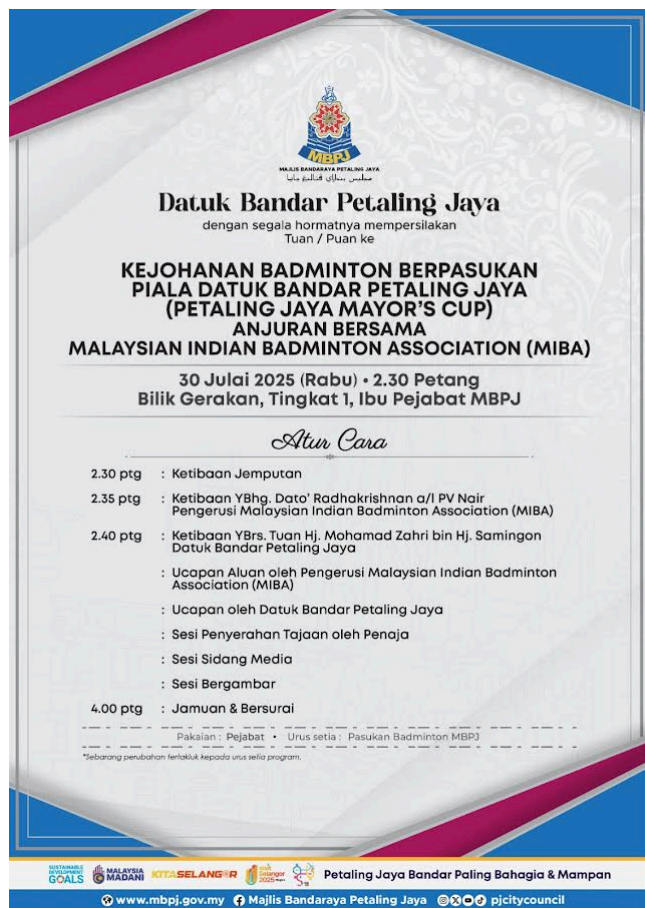 MBPJ
MAJLIS BANDARAYA PETALING JAYA
مجليس بندراي ڤتاليڠ جايا
Datuk Bandar Petaling Jaya
dengan segala hormatnya mempersilakan
Tuan / Puan ke
KEJOHANAN BADMINTON BERPASUKAN
PIALA DATUK BANDAR PETALING JAYA
(PETALING JAYA MAYOR'S CUP)
ANJURAN BERSAMA
MALAYSIAN INDIAN BADMINTON ASSOCIATION (MIBA)
30 Julai 2025 (Rabu) • 2.30 Petang
Bilik Gerakan, Tingkat 1, Ibu Pejabat MBPJ
Atur Cara
2.30 ptg : Ketibaan Jemputan
2.35 ptg : Ketibaan YBhg. Dato' Radhakrishnan a/l PV Nair
Pengerusi Malaysian Indian Badminton Association (MIBA)
2.40 ptg : Ketibaan YBrs. Tuan Hj. Mohamad Zahri bin Hj. Samingon
Datuk Bandar Petaling Jaya
: Ucapan Aluan oleh Pengerusi Malaysian Indian Badminton
Association (MIBA)
: Ucapan oleh Datuk Bandar Petaling Jaya
: Sesi Penyerahan Tajaan oleh Penaja
: Sesi Sidang Media
: Sesi Bergambar
4.00 ptg : Jamuan & Bersurai
Pakaian : Pejabat • Urus setia : Pasukan Badminton MBPJ
*Sebarang perubahan tertakluk kepada urus setia program.
SUSTAINABLE
DEVELOPMENT
GOALS
MALAYSIA
MADANI
KITASELANGOR
Selangor
2025
Petaling Jaya Bandar Paling Bahagia & Mampan
www.mbpj.gov.my Majlis Bandaraya Petaling Jaya pjcitycouncil